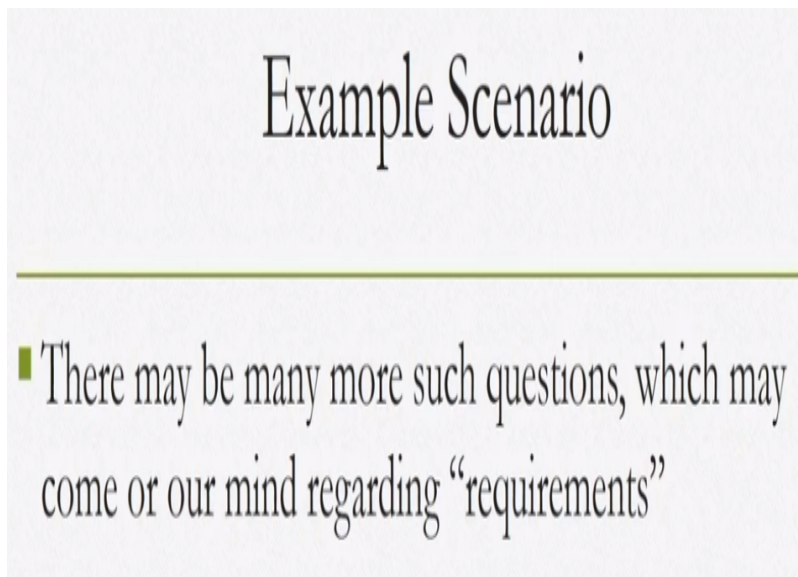 Example Scenario
There may be many more such questions, which may
come or our mind regarding “requirements”